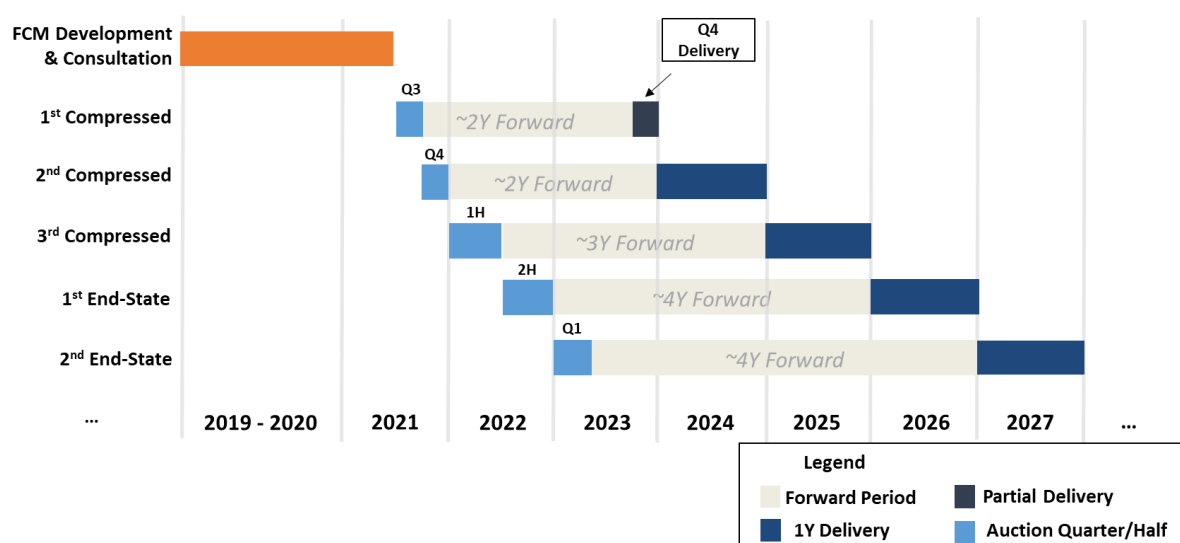 FCM Development
& Consultation
Q4
Delivery
1st Compressed
Q3
~2Y Forward
2nd Compressed
Q4
~2Y Forward
3rd Compressed
1H
~3Y Forward
1st End-State
2H
~4Y Forward
2nd End-State
Q1
~4Y Forward
... 2019 - 2020 2021 2022 2023 2024 2025 2026 2027 ...
Legend
Forward Period
Partial Delivery
1Y Delivery
Auction Quarter/Half